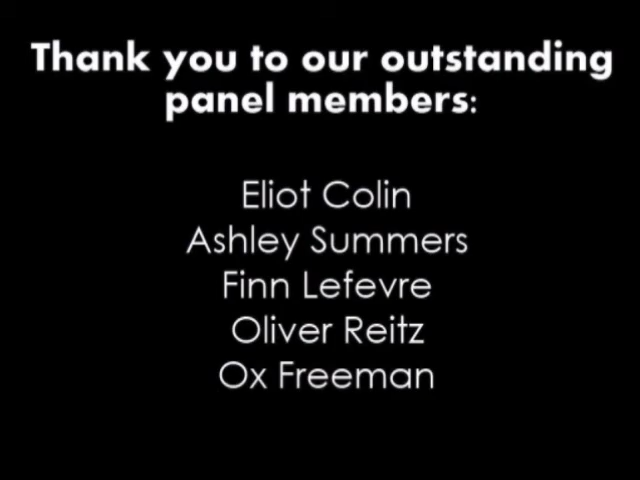 Thank you to our outstanding
panel members:
Eliot Colin
Ashley Summers
Finn Lefevre
Oliver Reitz
Ox Freeman